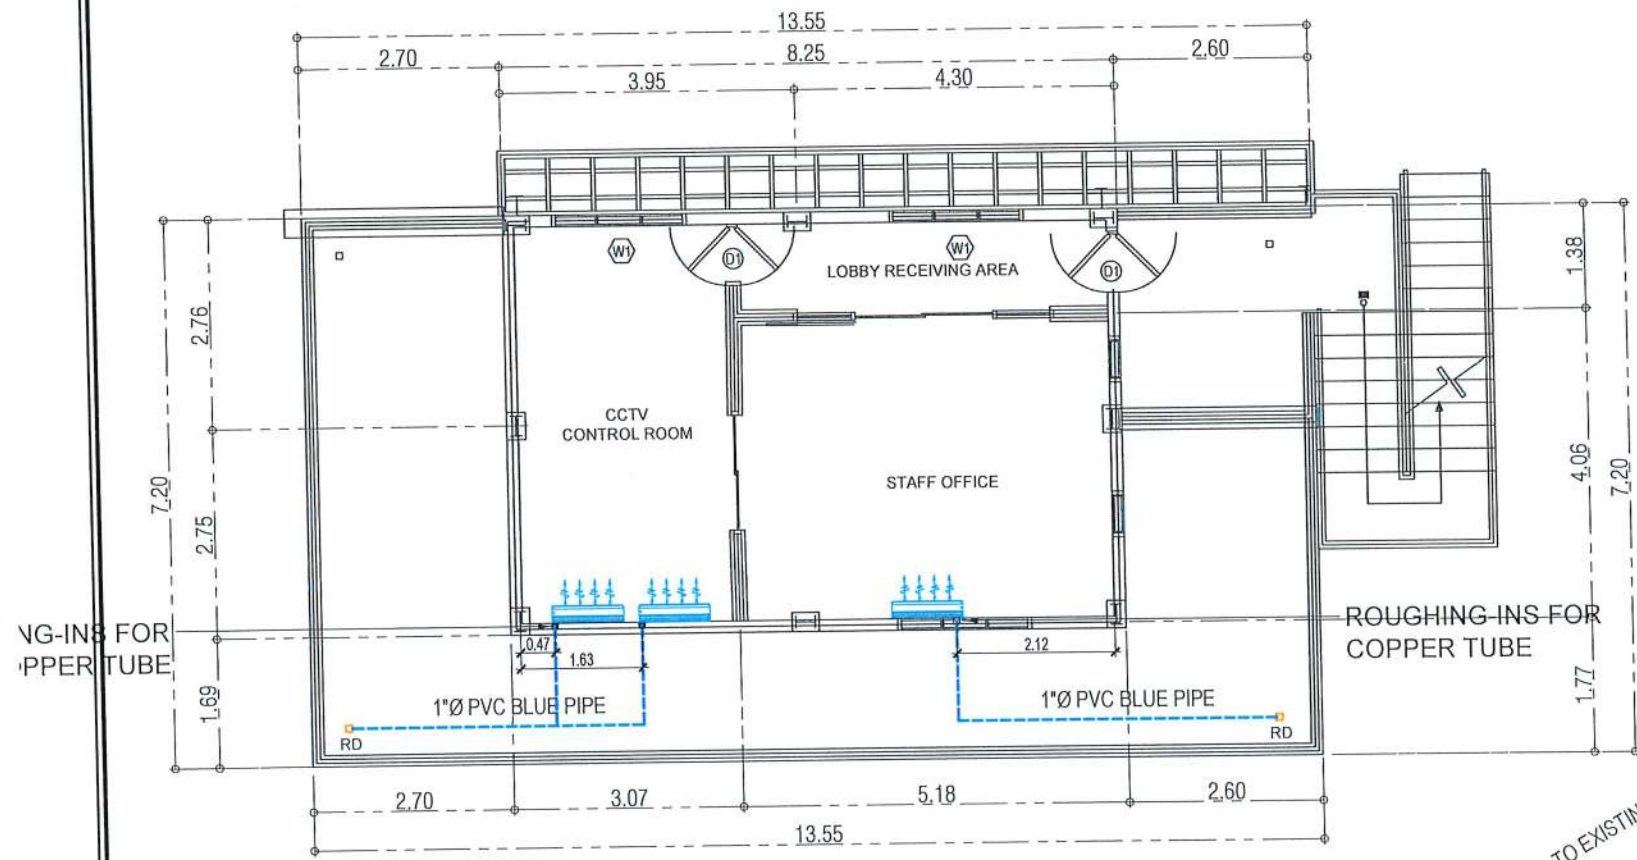 13.55
2.70
8.25
2.60
3.95
4.30
W1
D1
W1
D1
LOBBY RECEIVING AREA
1.38
2.76
CCTV
CONTROL ROOM
STAFF OFFICE
7.20
2.75
4.06
7.20
NG-INS FOR
PPER TUBE
ROUGHING-INS FOR
COPPER TUBE
0.47
1.63
2.12
1.69
1"Ø PVC BLUE PIPE
1"Ø PVC BLUE PIPE
1.77
RD
RD
2.70
3.07
5.18
2.60
13.55
TO EXISTIN